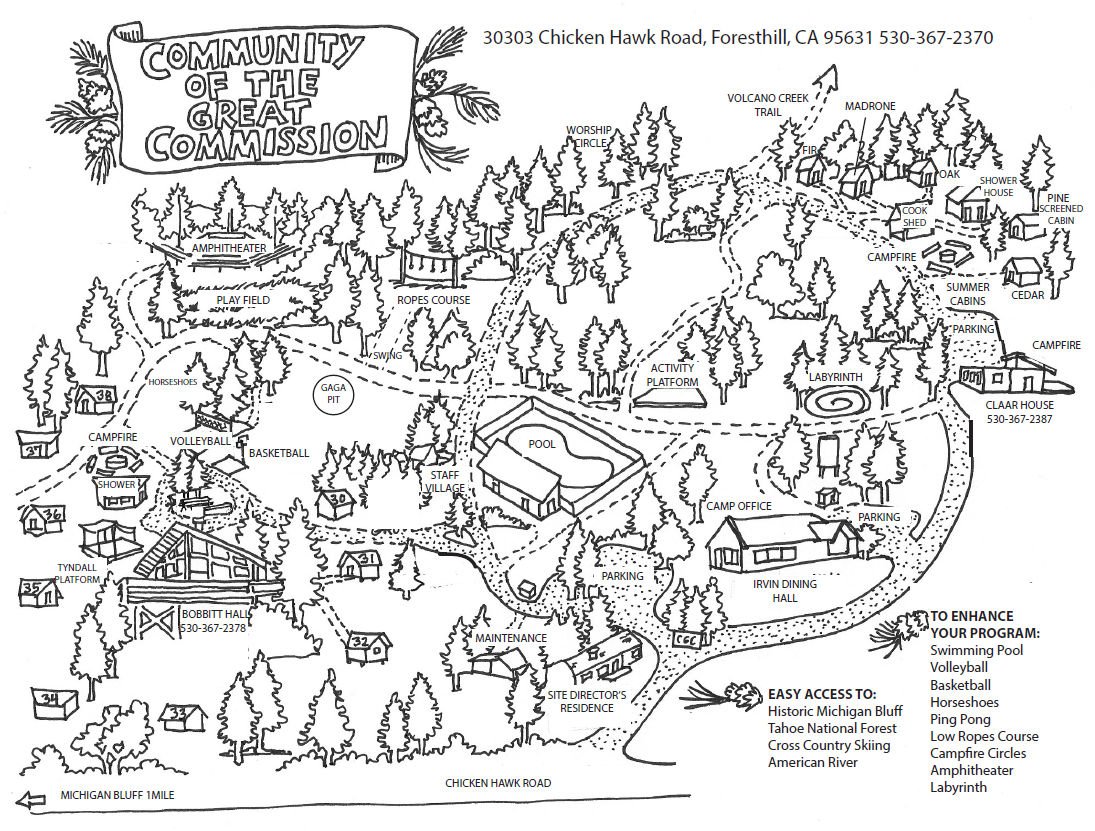 COMMUNITY
OF THE
GREAT
COMMISSION
30303 Chicken Hawk Road, Foresthill, CA 95631 530-367-2370
VOLCANO CREEK
TRAIL
MADRONE
WORSHIP
CIRCLE
FIR
OAK
SHOWER
HOUSE
PINE
SCREENED
CABIN
COOK
SHED
AMPHITHEATER
CAMPFIRE
SUMMER
CABINS
CEDAR
PLAY FIELD
ROPES COURSE
PARKING
CAMPFIRE
SWING
HORSESHOES
GAGA
PIT
ACTIVITY
PLATFORM
LABYRINTH
CLAAR HOUSE
530-367-2387
38
37
CAMPFIRE
VOLLEYBALL
BASKETBALL
POOL
STAFF
VILLAGE
SHOWER
30
36
CAMP OFFICE
PARKING
TYNDALL
PLATFORM
31
35
PARKING
IRVIN DINING
HALL
BOBBITT HALL
530-367-2378
32
MAINTENANCE
CGC
34
33
SITE DIRECTOR'S
RESIDENCE
EASY ACCESS TO:
Historic Michigan Bluff
Tahoe National Forest
Cross Country Skiing
American River
TO ENHANCE
YOUR PROGRAM:
Swimming Pool
Volleyball
Basketball
Horseshoes
Ping Pong
Low Ropes Course
Campfire Circles
Amphitheater
Labyrinth
CHICKEN HAWK ROAD
MICHIGAN BLUFF 1MILE